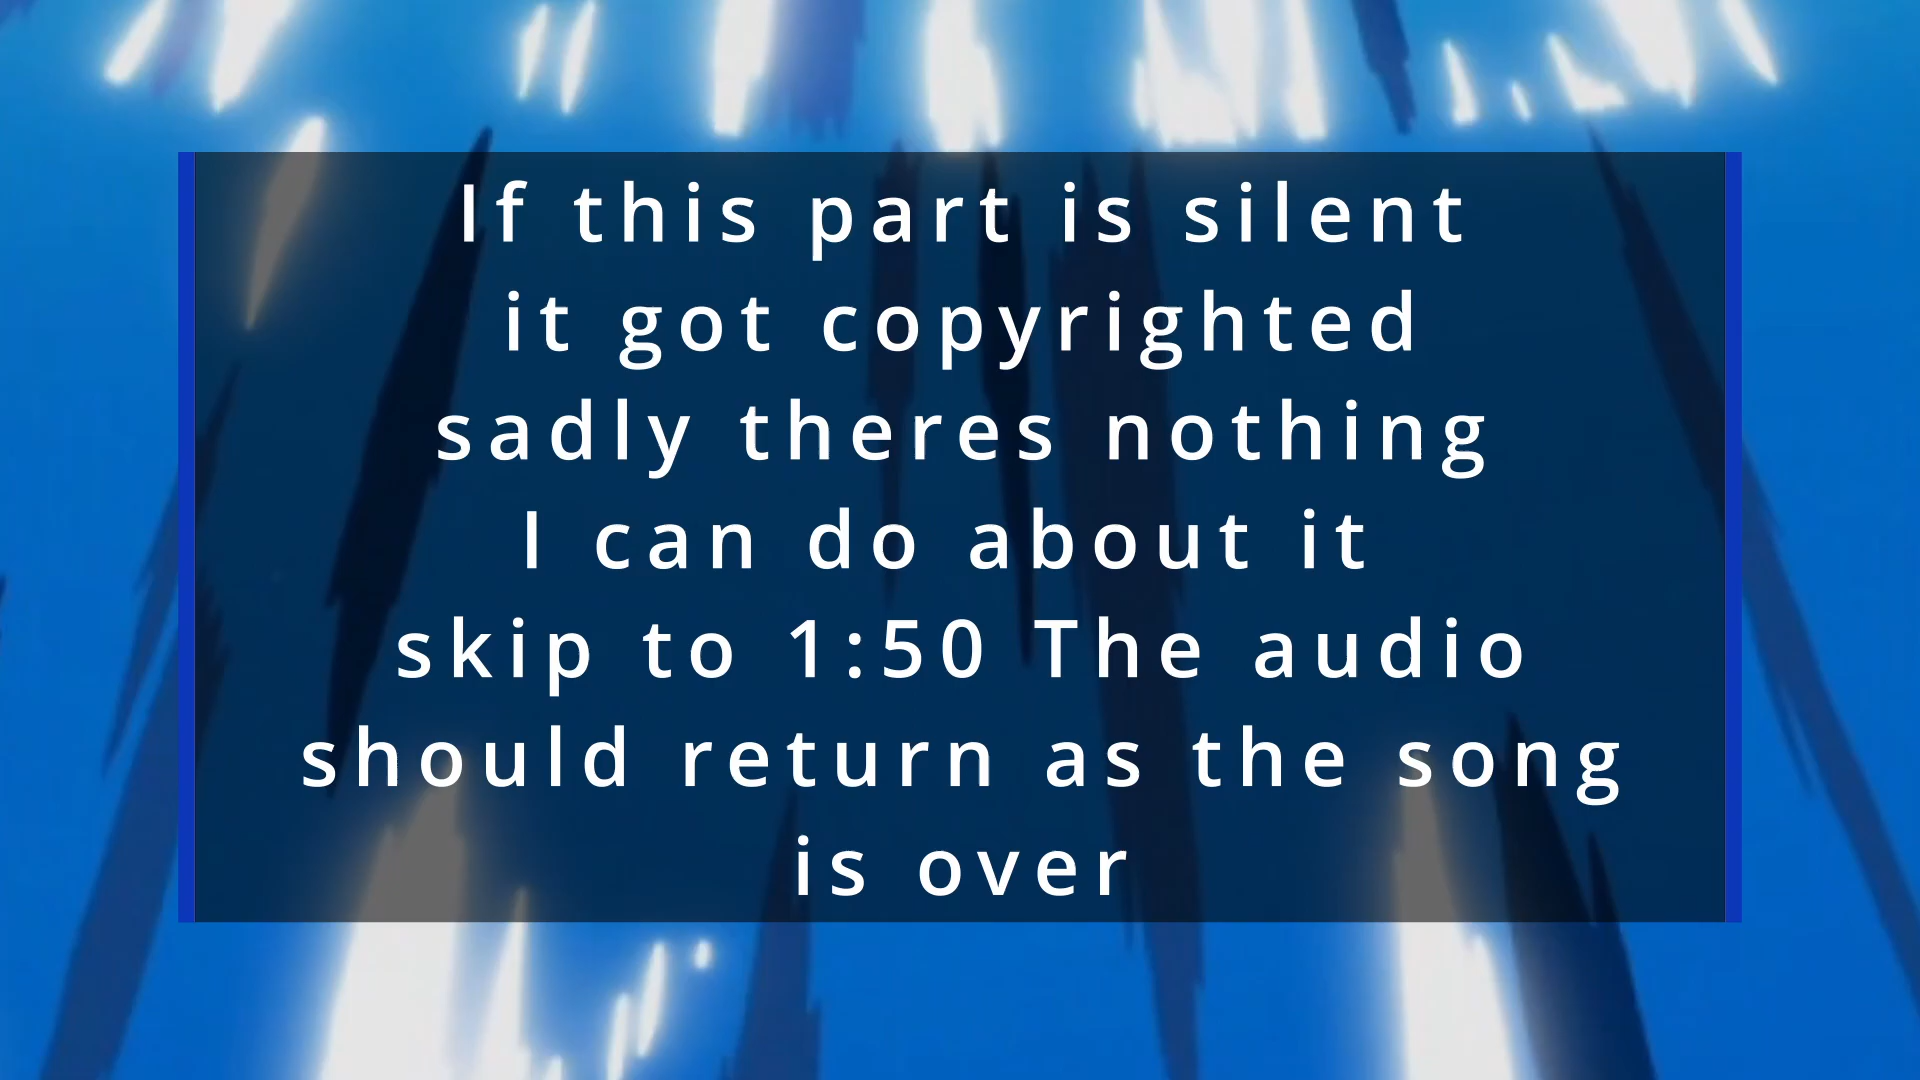 If this part is silent
it got copyrighted
sadly theres nothing
I can do about it
skip to 1:50 The audio
should return as the song
is over